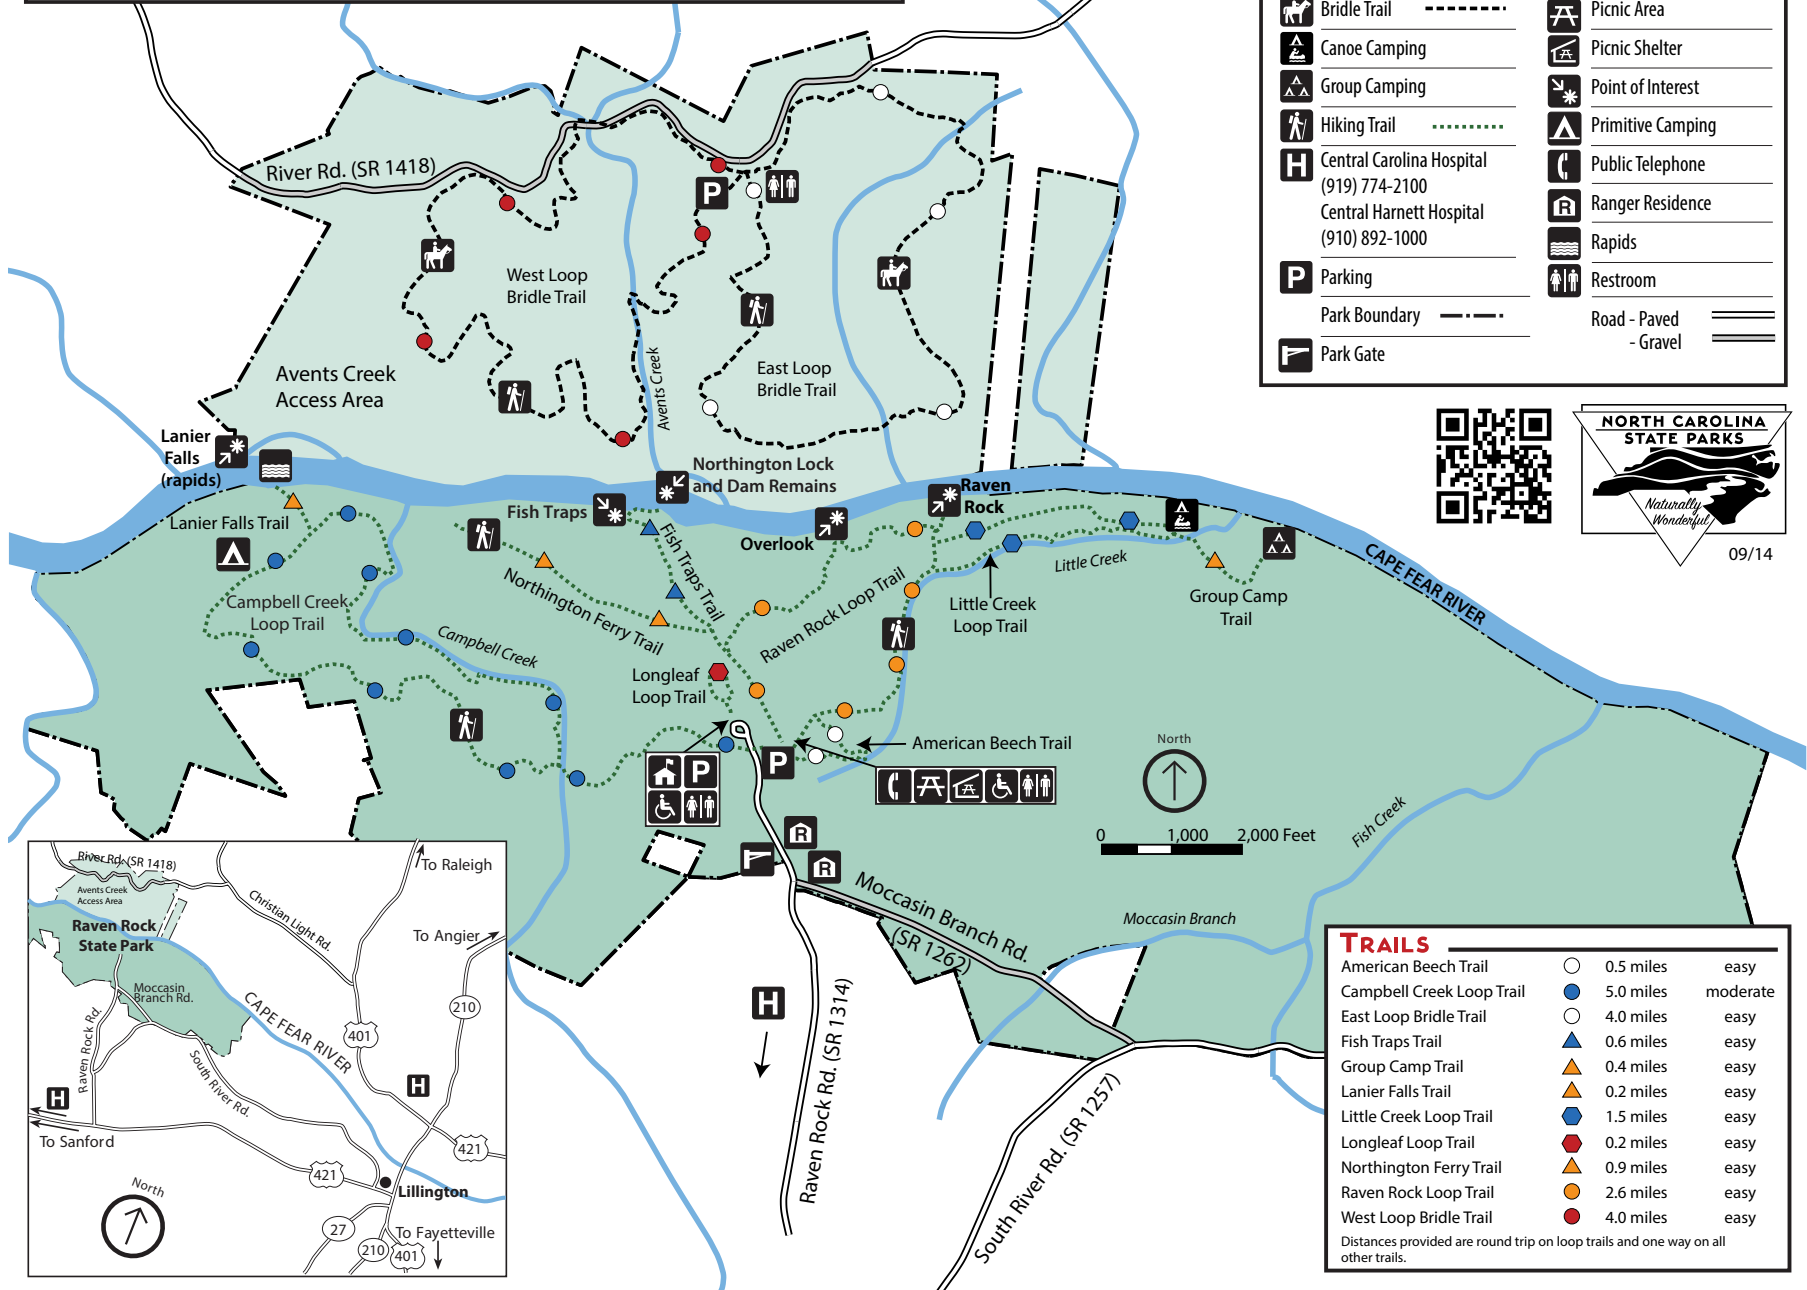 Bridle Trail
Canoe Camping
Group Camping
Hiking Trail
H
Central Carolina Hospital
(919) 774-2100
Central Harnett Hospital
(910) 892-1000
P
Parking
Park Boundary
Park Gate
Picnic Area
Picnic Shelter
Point of Interest
Primitive Camping
Public Telephone
R
Ranger Residence
Rapids
Restroom
Road - Paved
- Gravel
NORTH CAROLINA
STATE PARKS
Naturally
Wonderful
09/14
River Rd. (SR 1418)
P
West Loop
Bridle Trail
East Loop
Bridle Trail
Avents Creek
Avents Creek
Access Area
Lanier
Falls
(rapids)
Northington Lock
and Dam Remains
Fish Traps
Overlook
Raven
Rock
CAPE FEAR RIVER
Lanier Falls Trail
Fish Traps Trail
Northington Ferry Trail
Raven Rock Loop Trail
Little Creek
Little Creek
Loop Trail
Group Camp
Trail
Campbell Creek
Loop Trail
Campbell Creek
Longleaf
Loop Trail
American Beech Trail
P
P
North
0 1,000 2,000 Feet
Fish Creek
R
R
Moccasin Branch Rd.
(SR 1262)
Moccasin Branch
H
Raven Rock Rd. (SR 1314)
South River Rd. (SR 1257)
River Rd. (SR 1418)
To Raleigh
Avents Creek
Access Area
Christian Light Rd.
Raven Rock
State Park
To Angier
Moccasin
Branch Rd.
CAPE FEAR RIVER
210
401
Raven Rock Rd.
South River Rd.
H
H
To Sanford
421
421
Lillington
North
27
210
401
To Fayetteville
TRAILS
American Beech Trail 0.5 miles easy
Campbell Creek Loop Trail 5.0 miles moderate
East Loop Bridle Trail 4.0 miles easy
Fish Traps Trail 0.6 miles easy
Group Camp Trail 0.4 miles easy
Lanier Falls Trail 0.2 miles easy
Little Creek Loop Trail 1.5 miles easy
Longleaf Loop Trail 0.2 miles easy
Northington Ferry Trail 0.9 miles easy
Raven Rock Loop Trail 2.6 miles easy
West Loop Bridle Trail 4.0 miles easy
Distances provided are round trip on loop trails and one way on all
other trails.